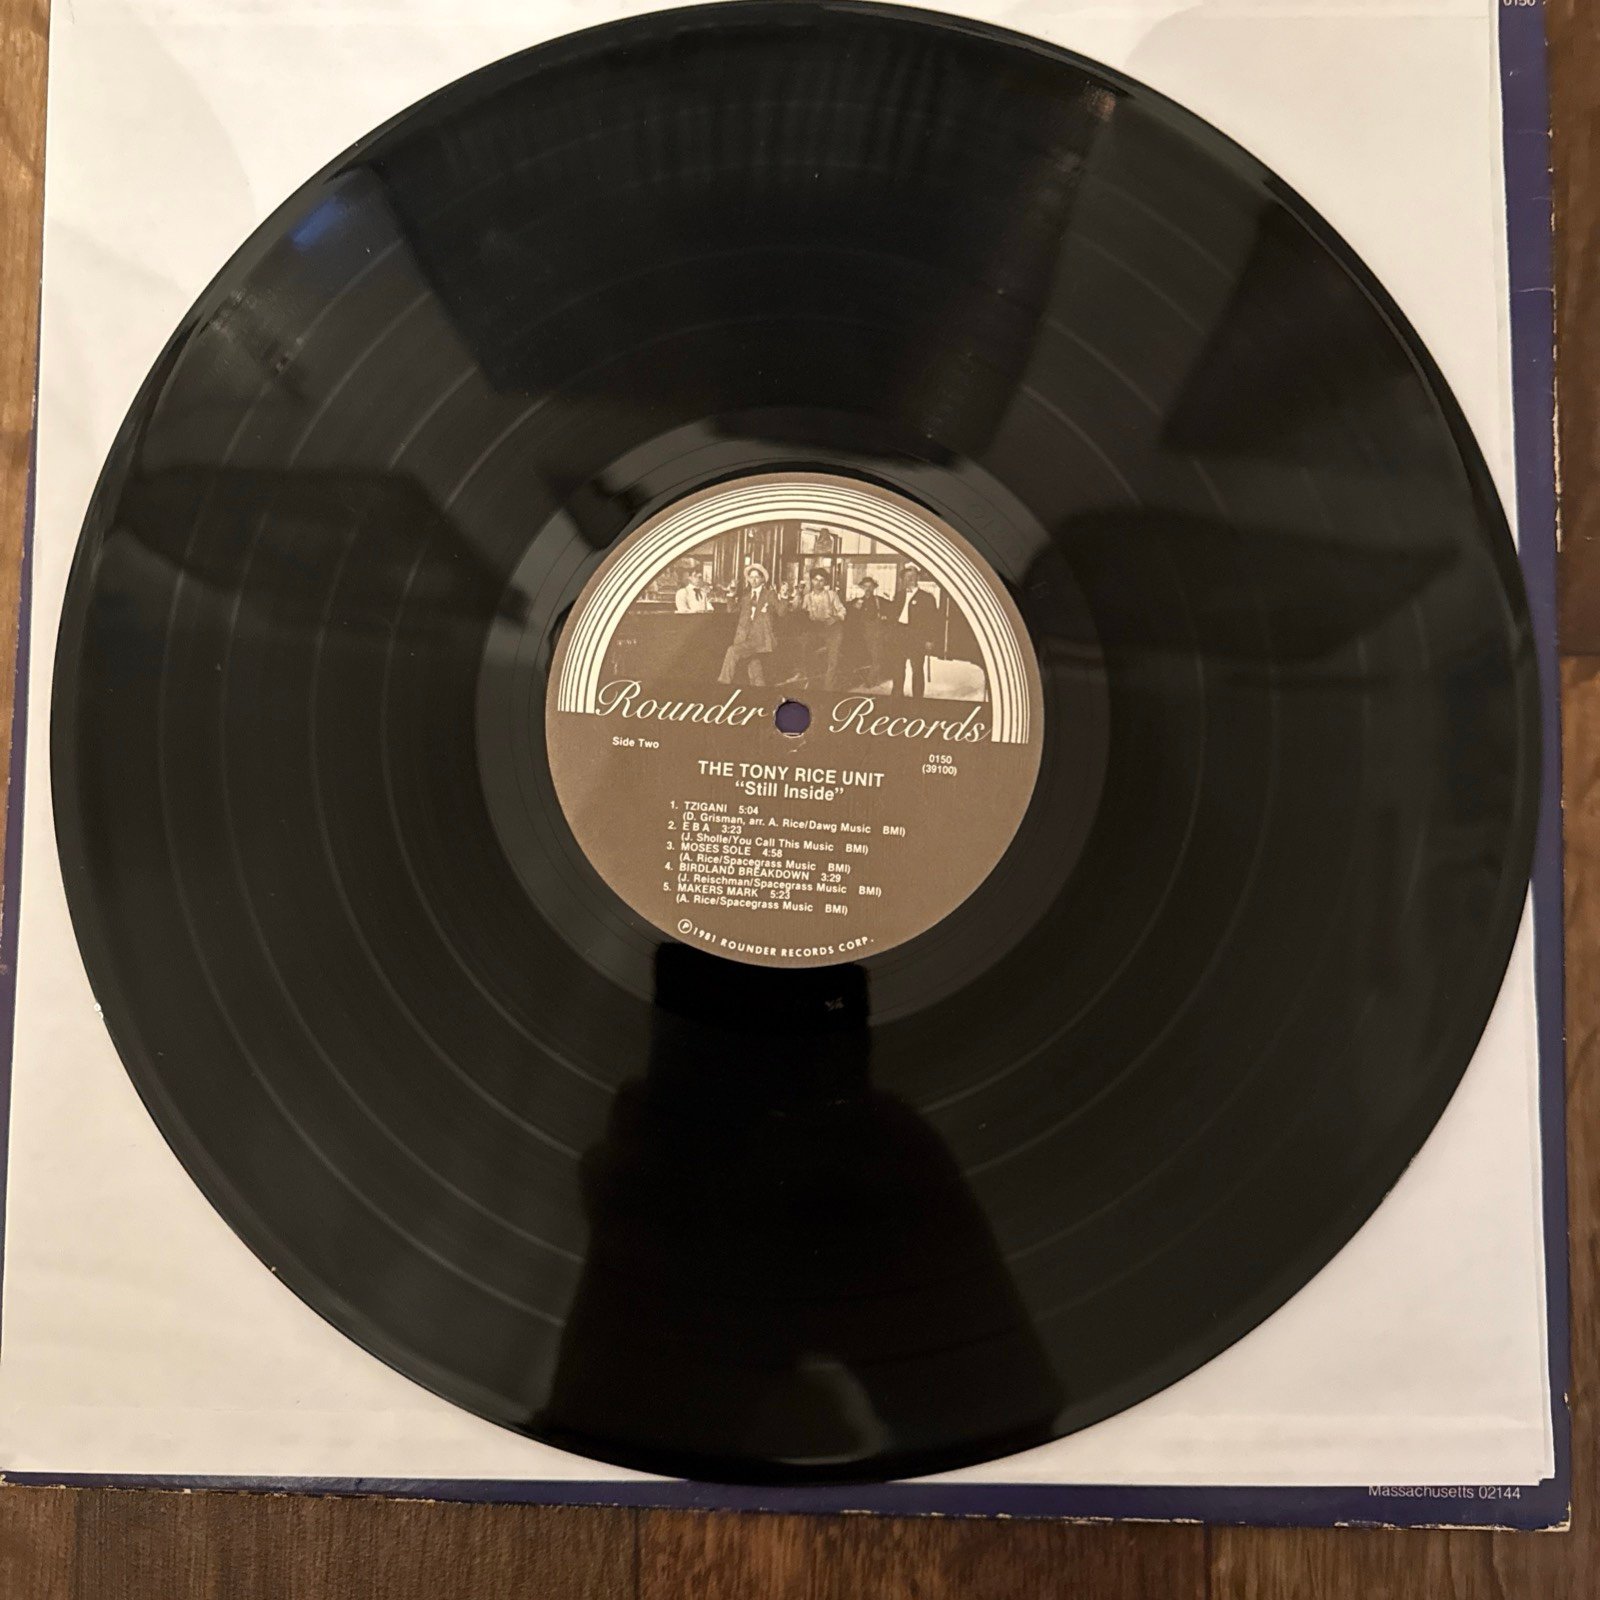 0150
Rounder Records
Side Two
0150
(39100)
THE TONY RICE UNIT
“Still Inside”
1. TZIGANI 5:04
(D. Grisman, arr. A. Rice/Dawg Music BMI)
2. E B A 3:23
(J. Sholle/You Call This Music BMI)
3. MOSES SOLE 4:58
(A. Rice/Spacegrass Music BMI)
4. BIRDLAND BREAKDOWN 3:29
(J. Reischman/Spacegrass Music BMI)
5. MAKERS MARK 5:23
(A. Rice/Spacegrass Music BMI)
Ⓟ1981 ROUNDER RECORDS CORP.
Massachusetts 02144